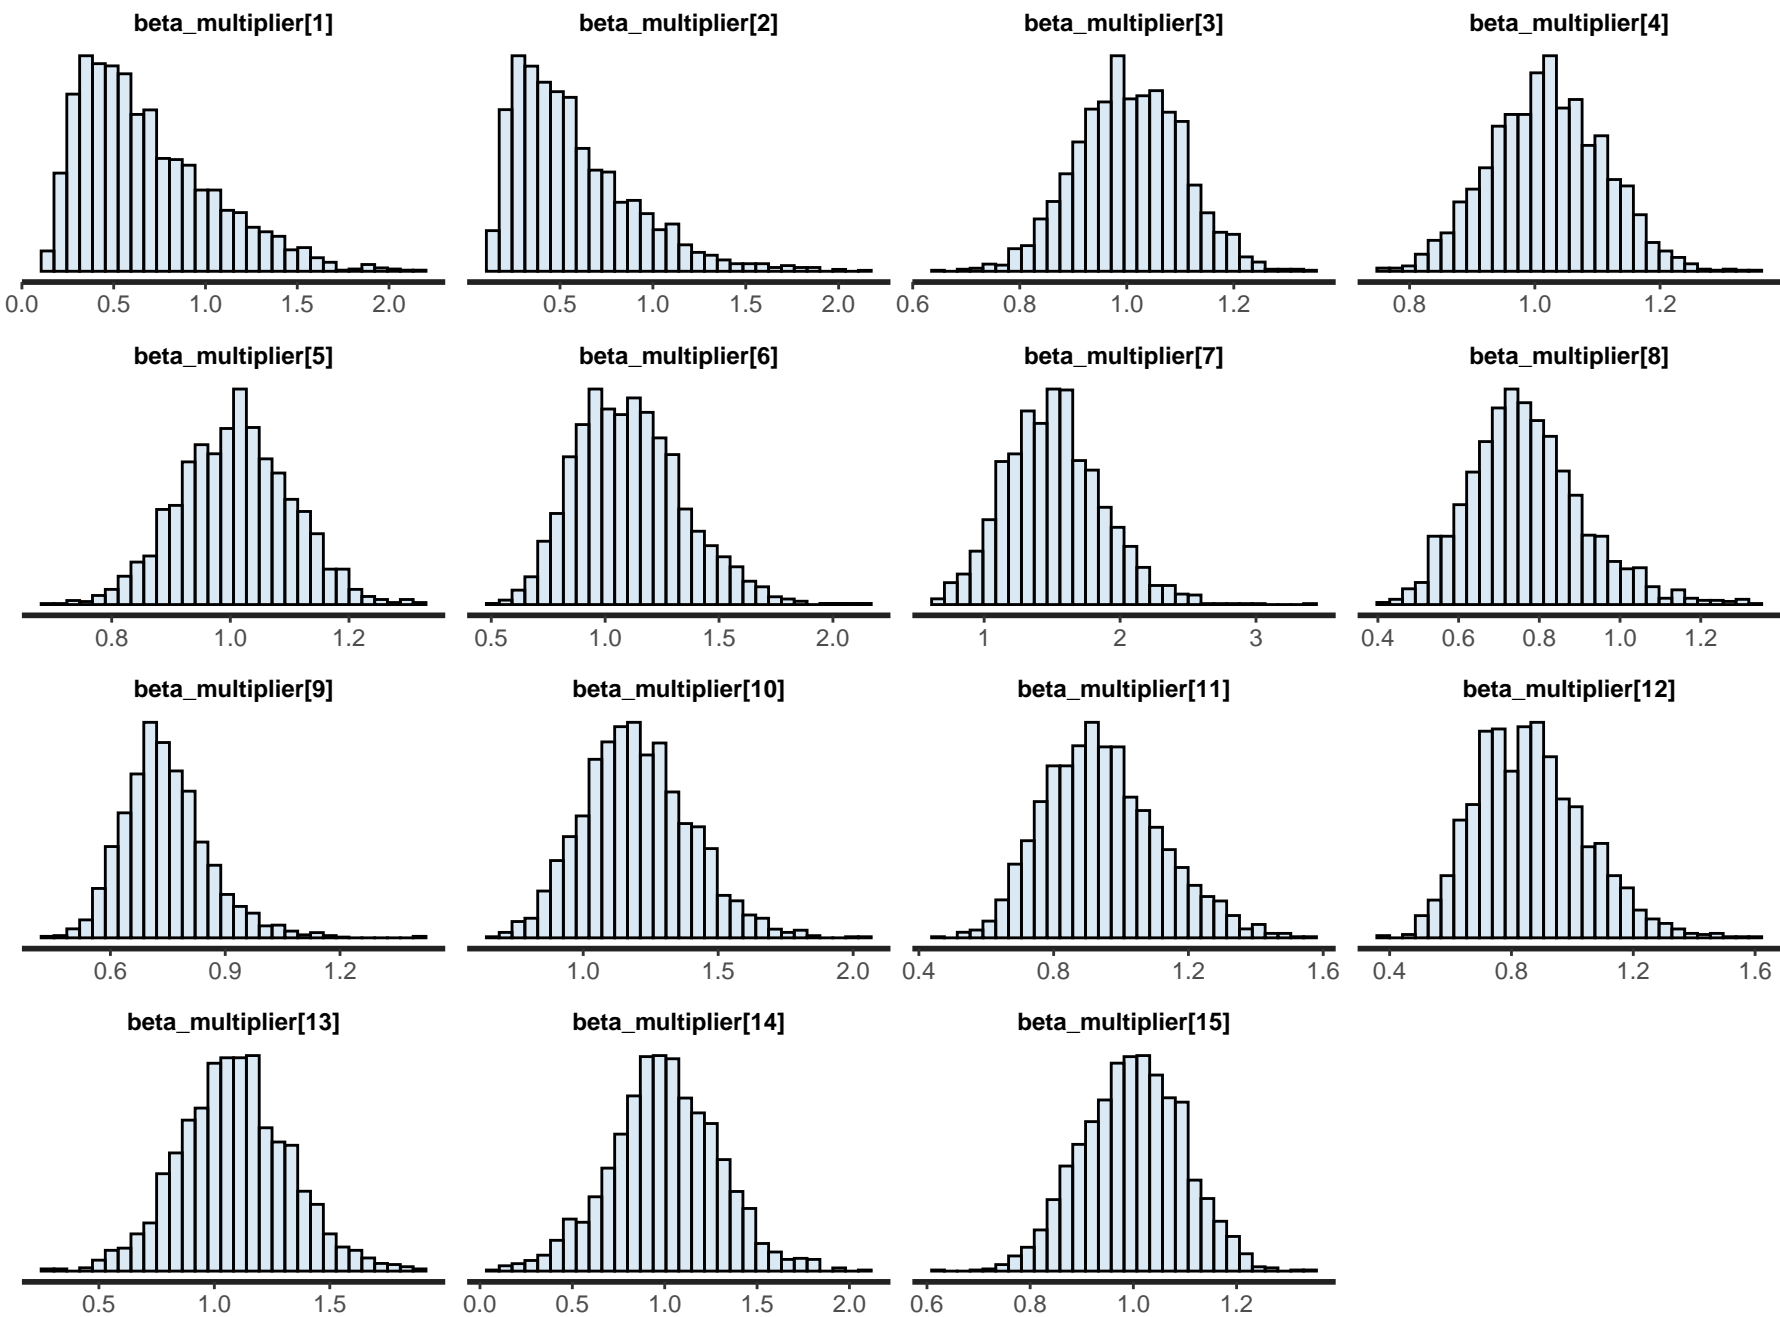 beta_multiplier[1] beta_multiplier[2] beta_multiplier[3] beta_multiplier[4]
0.0 0.5 1.0 1.5 2.0 0.5 1.0 1.5 2.0 0.6 0.8 1.0 1.2 0.8 1.0 1.2
beta_multiplier[5] beta_multiplier[6] beta_multiplier[7] beta_multiplier[8]
0.8 1.0 1.2 0.5 1.0 1.5 2.0 1 2 3 0.4 0.6 0.8 1.0 1.2
beta_multiplier[9] beta_multiplier[10] beta_multiplier[11] beta_multiplier[12]
0.6 0.9 1.2 1.0 1.5 2.0 0.4 0.8 1.2 1.6 0.4 0.8 1.2 1.6
beta_multiplier[13] beta_multiplier[14] beta_multiplier[15]
0.5 1.0 1.5 0.0 0.5 1.0 1.5 2.0 0.6 0.8 1.0 1.2